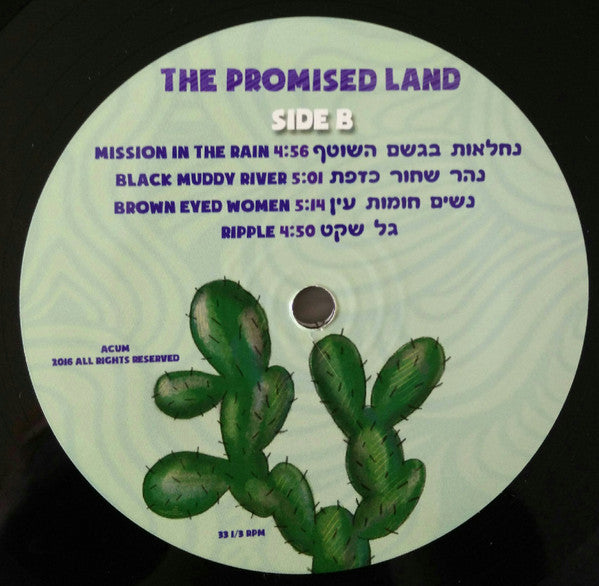 THE PROMISED LAND
SIDE B
MISSION IN THE RAIN 4:56 נחלאות בגשם השוטף
BLACK MUDDY RIVER 5:01 נהר שחור כזפת
BROWN EYED WOMEN 5:14 נשים חומות עין
RIPPLE 4:50 גל שקט
ACUM
2016 ALL RIGHTS RESERVED
33 1/3 RPM